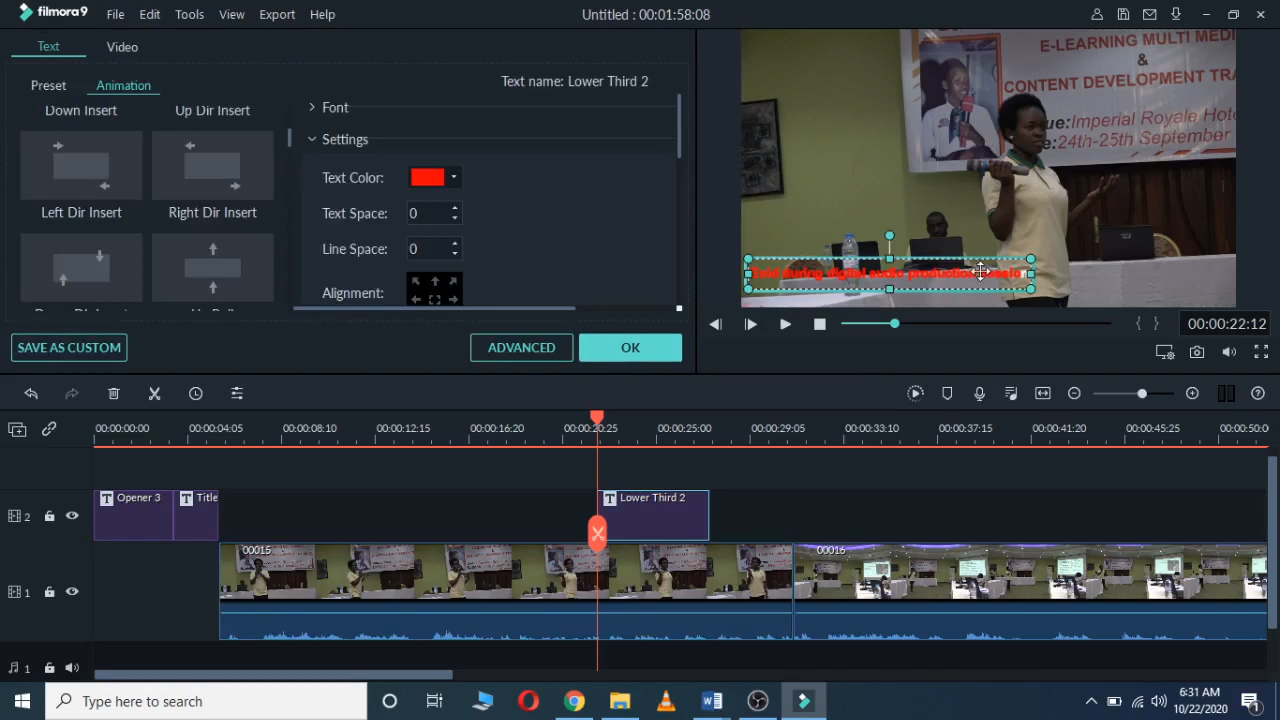 filmora9
File
Edit
Tools
View
Export
Help
Untitled : 00:01:58:08
Text
Video
Preset
Animation
Text name: Lower Third 2
Down Insert
Up Dir Insert
Left Dir Insert
Right Dir Insert
Font
Settings
Text Color:
Text Space:
0
Line Space:
0
Alignment:
SAVE AS CUSTOM
ADVANCED
OK
E-LEARNING MULTI MEDI
&
CONTENT DEVELOPMENT TRA
ue: Imperial Royale Hote
e: 24th-25th September
during digital audio production
00:00:22:12
00:00:00:00
00:00:04:05
00:00:08:10
00:00:12:15
00:00:16:20
00:00:20:25
00:00:25:00
00:00:29:05
00:00:33:10
00:00:37:15
00:00:41:20
00:00:45:25
00:00:50:0
2
Opener 3
Title
Lower Third 2
1
00015
00016
1
Type here to search
6:31 AM
10/22/2020
1